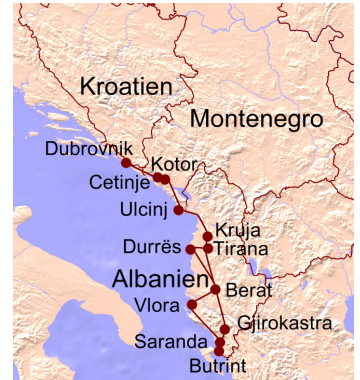 Kroatien
Montenegro
Dubrovnik
Kotor
Cetinje
Ulcinj
Kruja
Durrës
Tirana
Albanien
Berat
Vlora
Gjirokastra
Saranda
Butrint